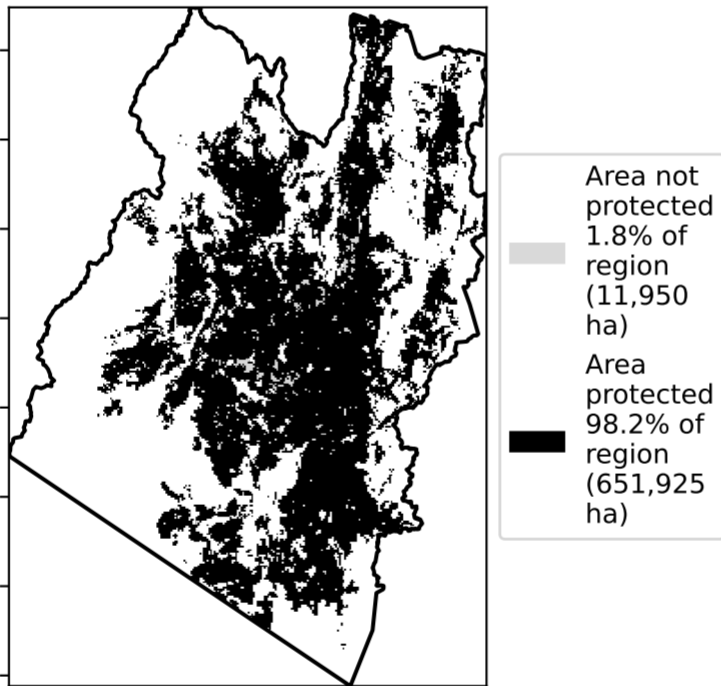 Area not
protected
1.8% of
region
(11,950
ha)
Area
protected
98.2% of
region
(651,925
ha)